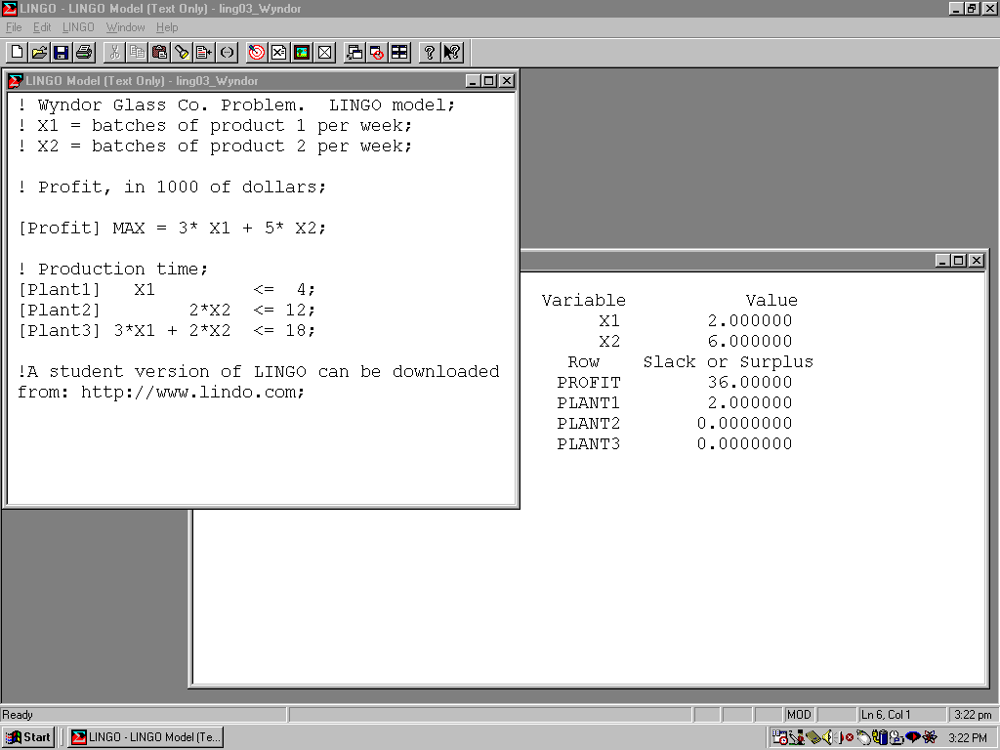 LINGO - LINGO Model (Text Only) - ling03_Wyndor
File Edit LINGO Window Help
LINGO Model (Text Only) - ling03_Wyndor
! Wyndor Glass Co. Problem.  LINGO model;
! X1 = batches of product 1 per week;
! X2 = batches of product 2 per week;
! Profit, in 1000 of dollars;
[Profit] MAX = 3* X1 + 5* X2;
! Production time;
[Plant1]   X1         <=  4;
[Plant2]        2*X2  <= 12;
[Plant3] 3*X1 + 2*X2  <= 18;
!A student version of LINGO can be downloaded
from: http://www.lindo.com;
Variable           Value
X1        2.000000
X2        6.000000
Row    Slack or Surplus
PROFIT        36.00000
PLANT1        2.000000
PLANT2       0.0000000
PLANT3       0.0000000
Ready MOD Ln 6, Col 1 3:22 pm
Start LINGO - LINGO Model (Te... 3:22 PM